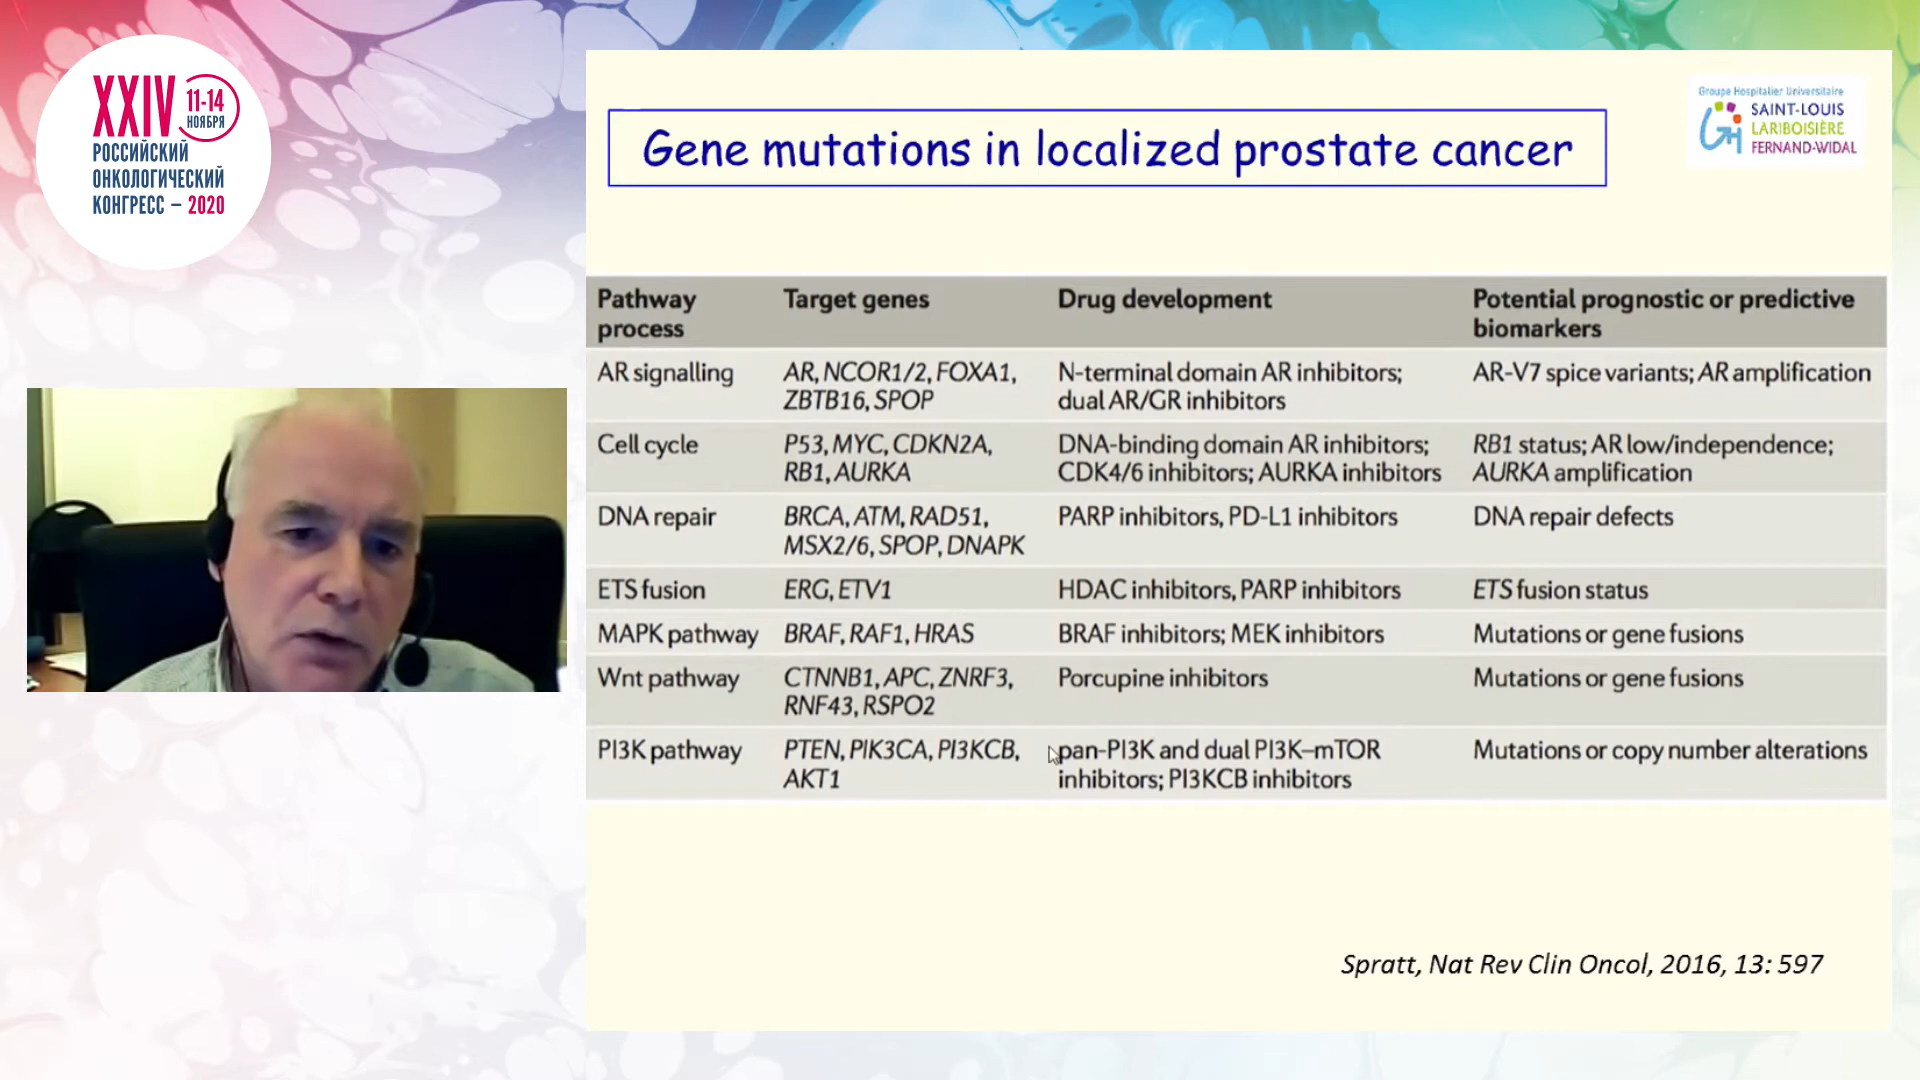 XXIV
11-14
НОЯБРЯ
РОССИЙСКИЙ
ОНКОЛОГИЧЕСКИЙ
КОНГРЕСС – 2020
Groupe Hospitalier Universitaire
SAINT-LOUIS
LARIBOISIÈRE
FERNAND-WIDAL
Gene mutations in localized prostate cancer
Pathway process
Target genes
Drug development
Potential prognostic or predictive
biomarkers
AR signalling
AR, NCOR1/2, FOXA1,
ZBTB16, SPOP
N-terminal domain AR inhibitors;
dual AR/GR inhibitors
AR-V7 spice variants; AR amplification
Cell cycle
P53, MYC, CDKN2A,
RB1, AURKA
DNA-binding domain AR inhibitors;
CDK4/6 inhibitors; AURKA inhibitors
RB1 status; AR low/independence;
AURKA amplification
DNA repair
BRCA, ATM, RAD51,
MSX2/6, SPOP, DNAPK
PARP inhibitors, PD-L1 inhibitors
DNA repair defects
ETS fusion
ERG, ETV1
HDAC inhibitors, PARP inhibitors
ETS fusion status
MAPK pathway
BRAF, RAF1, HRAS
BRAF inhibitors; MEK inhibitors
Mutations or gene fusions
Wnt pathway
CTNNB1, APC, ZNRF3,
RNF43, RSPO2
Porcupine inhibitors
Mutations or gene fusions
PI3K pathway
PTEN, PIK3CA, PI3KCB,
AKT1
pan-PI3K and dual PI3K–mTOR
inhibitors; PI3KCB inhibitors
Mutations or copy number alterations
Spratt, Nat Rev Clin Oncol, 2016, 13: 597